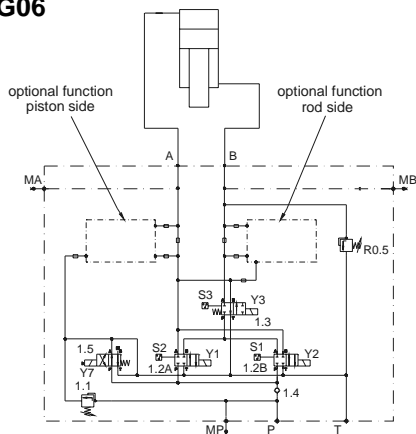 G06
optional function
piston side
optional function
rod side
A
B
MA
MB
R0.5
S3
Y3
1.3
1.5
S2
Y1
S1
Y2
Y7
1.2A
1.2B
1.1
1.4
MP
P
T